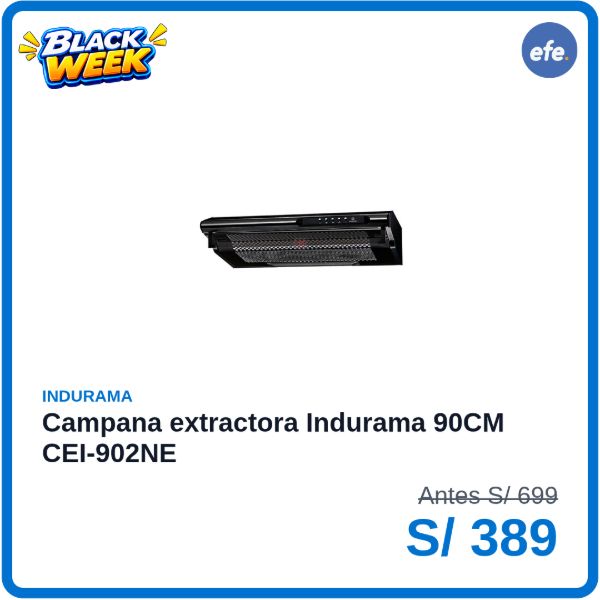 BLACK
WEEK
efe.
INDURAMA
Campana extractora Indurama 90CM
CEI-902NE
Antes S/ 699
S/ 389